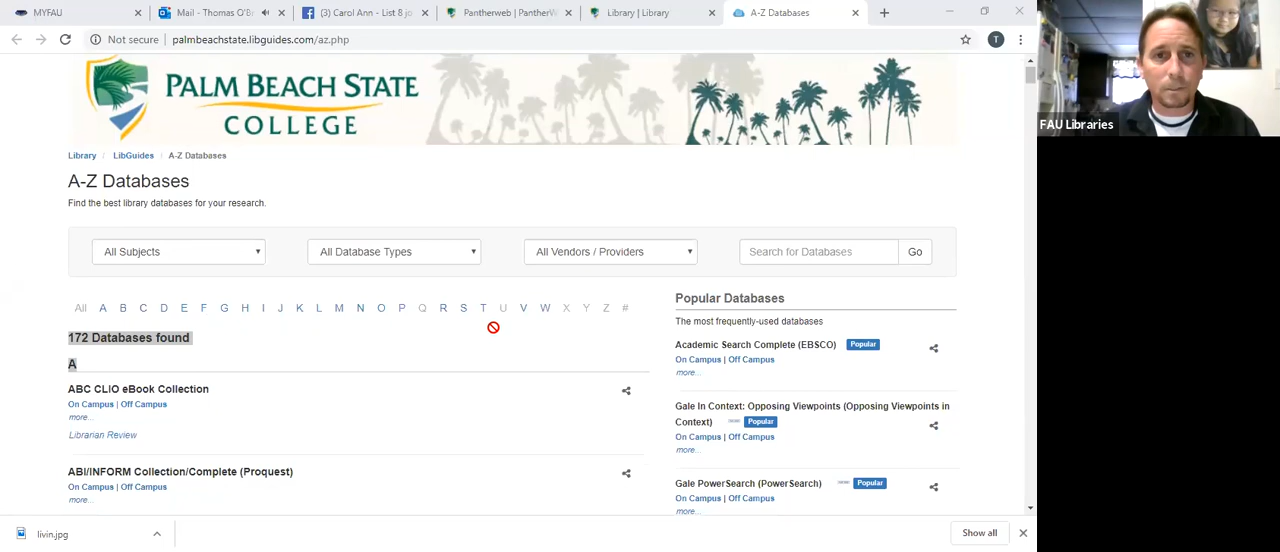 MYFAU
Mail - Thomas O'Br
(3) Carol Ann - List 8 jo
Pantherweb | PantherW
Library | Library
A-Z Databases
Not secure | palmbeachstate.libguides.com/az.php
T
PALM BEACH STATE
COLLEGE
FAU Libraries
Library / LibGuides / A-Z Databases
A-Z Databases
Find the best library databases for your research.
All Subjects
All Database Types
All Vendors / Providers
Search for Databases
Go
All A B C D E F G H I J K L M N O P Q R S T U V W X Y Z #
172 Databases found
A
ABC CLIO eBook Collection
On Campus | Off Campus
more...
Librarian Review
ABI/INFORM Collection/Complete (Proquest)
On Campus | Off Campus
more...
Popular Databases
The most frequently-used databases
Academic Search Complete (EBSCO) Popular
On Campus | Off Campus
more...
Gale In Context: Opposing Viewpoints (Opposing Viewpoints in
Context) Popular
On Campus | Off Campus
more...
Gale PowerSearch (PowerSearch) Popular
On Campus | Off Campus
more...
livin.jpg
Show all